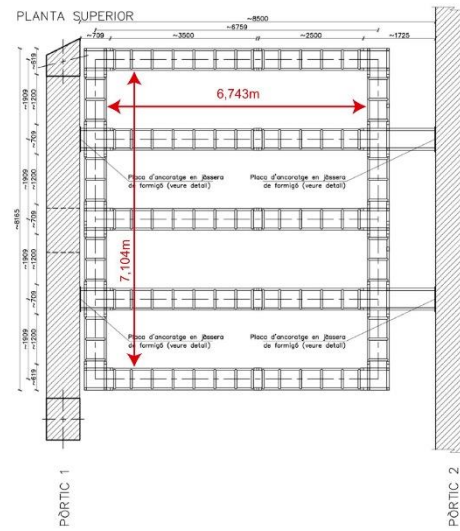 PLANTA SUPERIOR
~8500
~6759
~709
~3500
~2500
~1725
6,743m
~619
~1909
~1200
~709
Placa d'ancoratge en jàssera
de formigó (veure detall)
Placa d'ancoratge en jàssera
de formigó (veure detall)
~1909
~1200
~8165
~709
7,104m
~1909
~1200
~709
Placa d'ancoratge en jàssera
de formigó (veure detall)
Placa d'ancoratge en jàssera
de formigó (veure detall)
~1909
~1200
~619
PÒRTIC 1
PÒRTIC 2